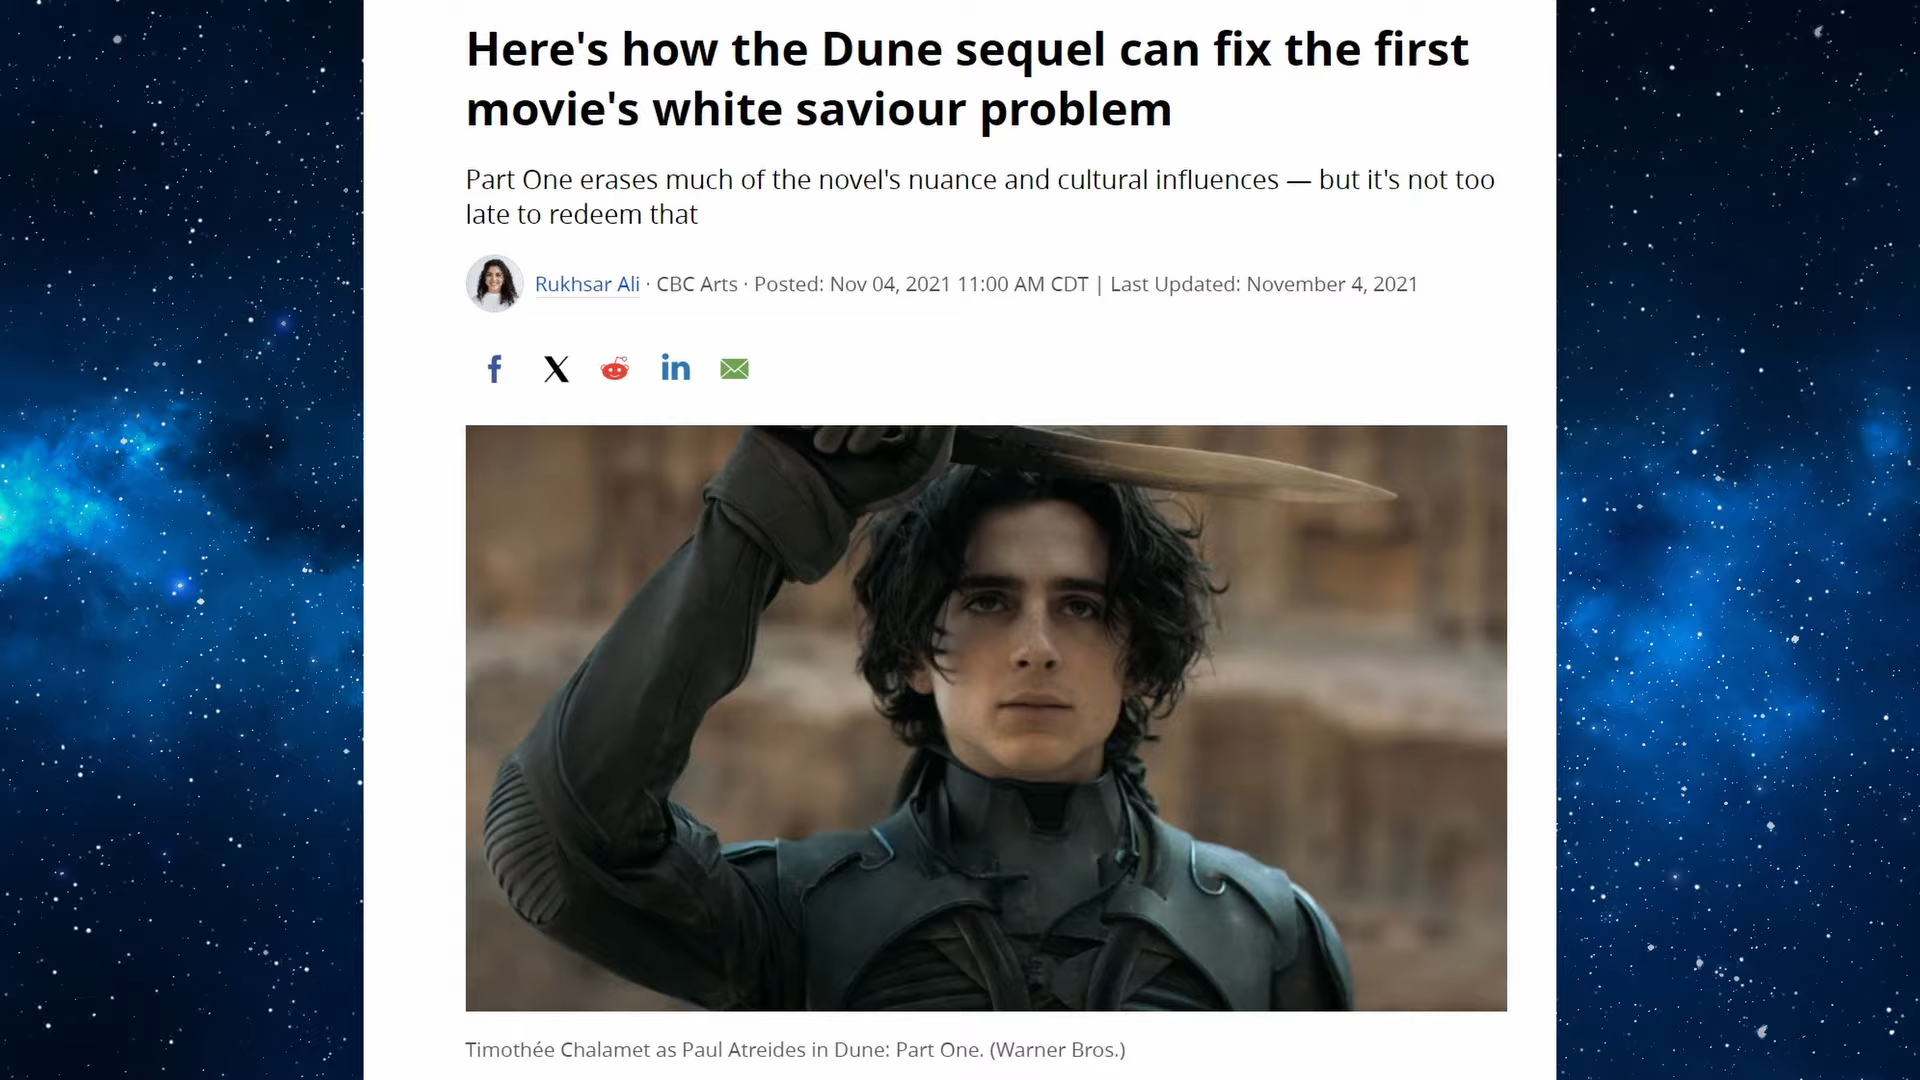 Here's how the Dune sequel can fix the first
movie's white saviour problem
Part One erases much of the novel's nuance and cultural influences — but it's not too
late to redeem that
Rukhsar Ali · CBC Arts · Posted: Nov 04, 2021 11:00 AM CDT | Last Updated: November 4, 2021
Timothée Chalamet as Paul Atreides in Dune: Part One. (Warner Bros.)